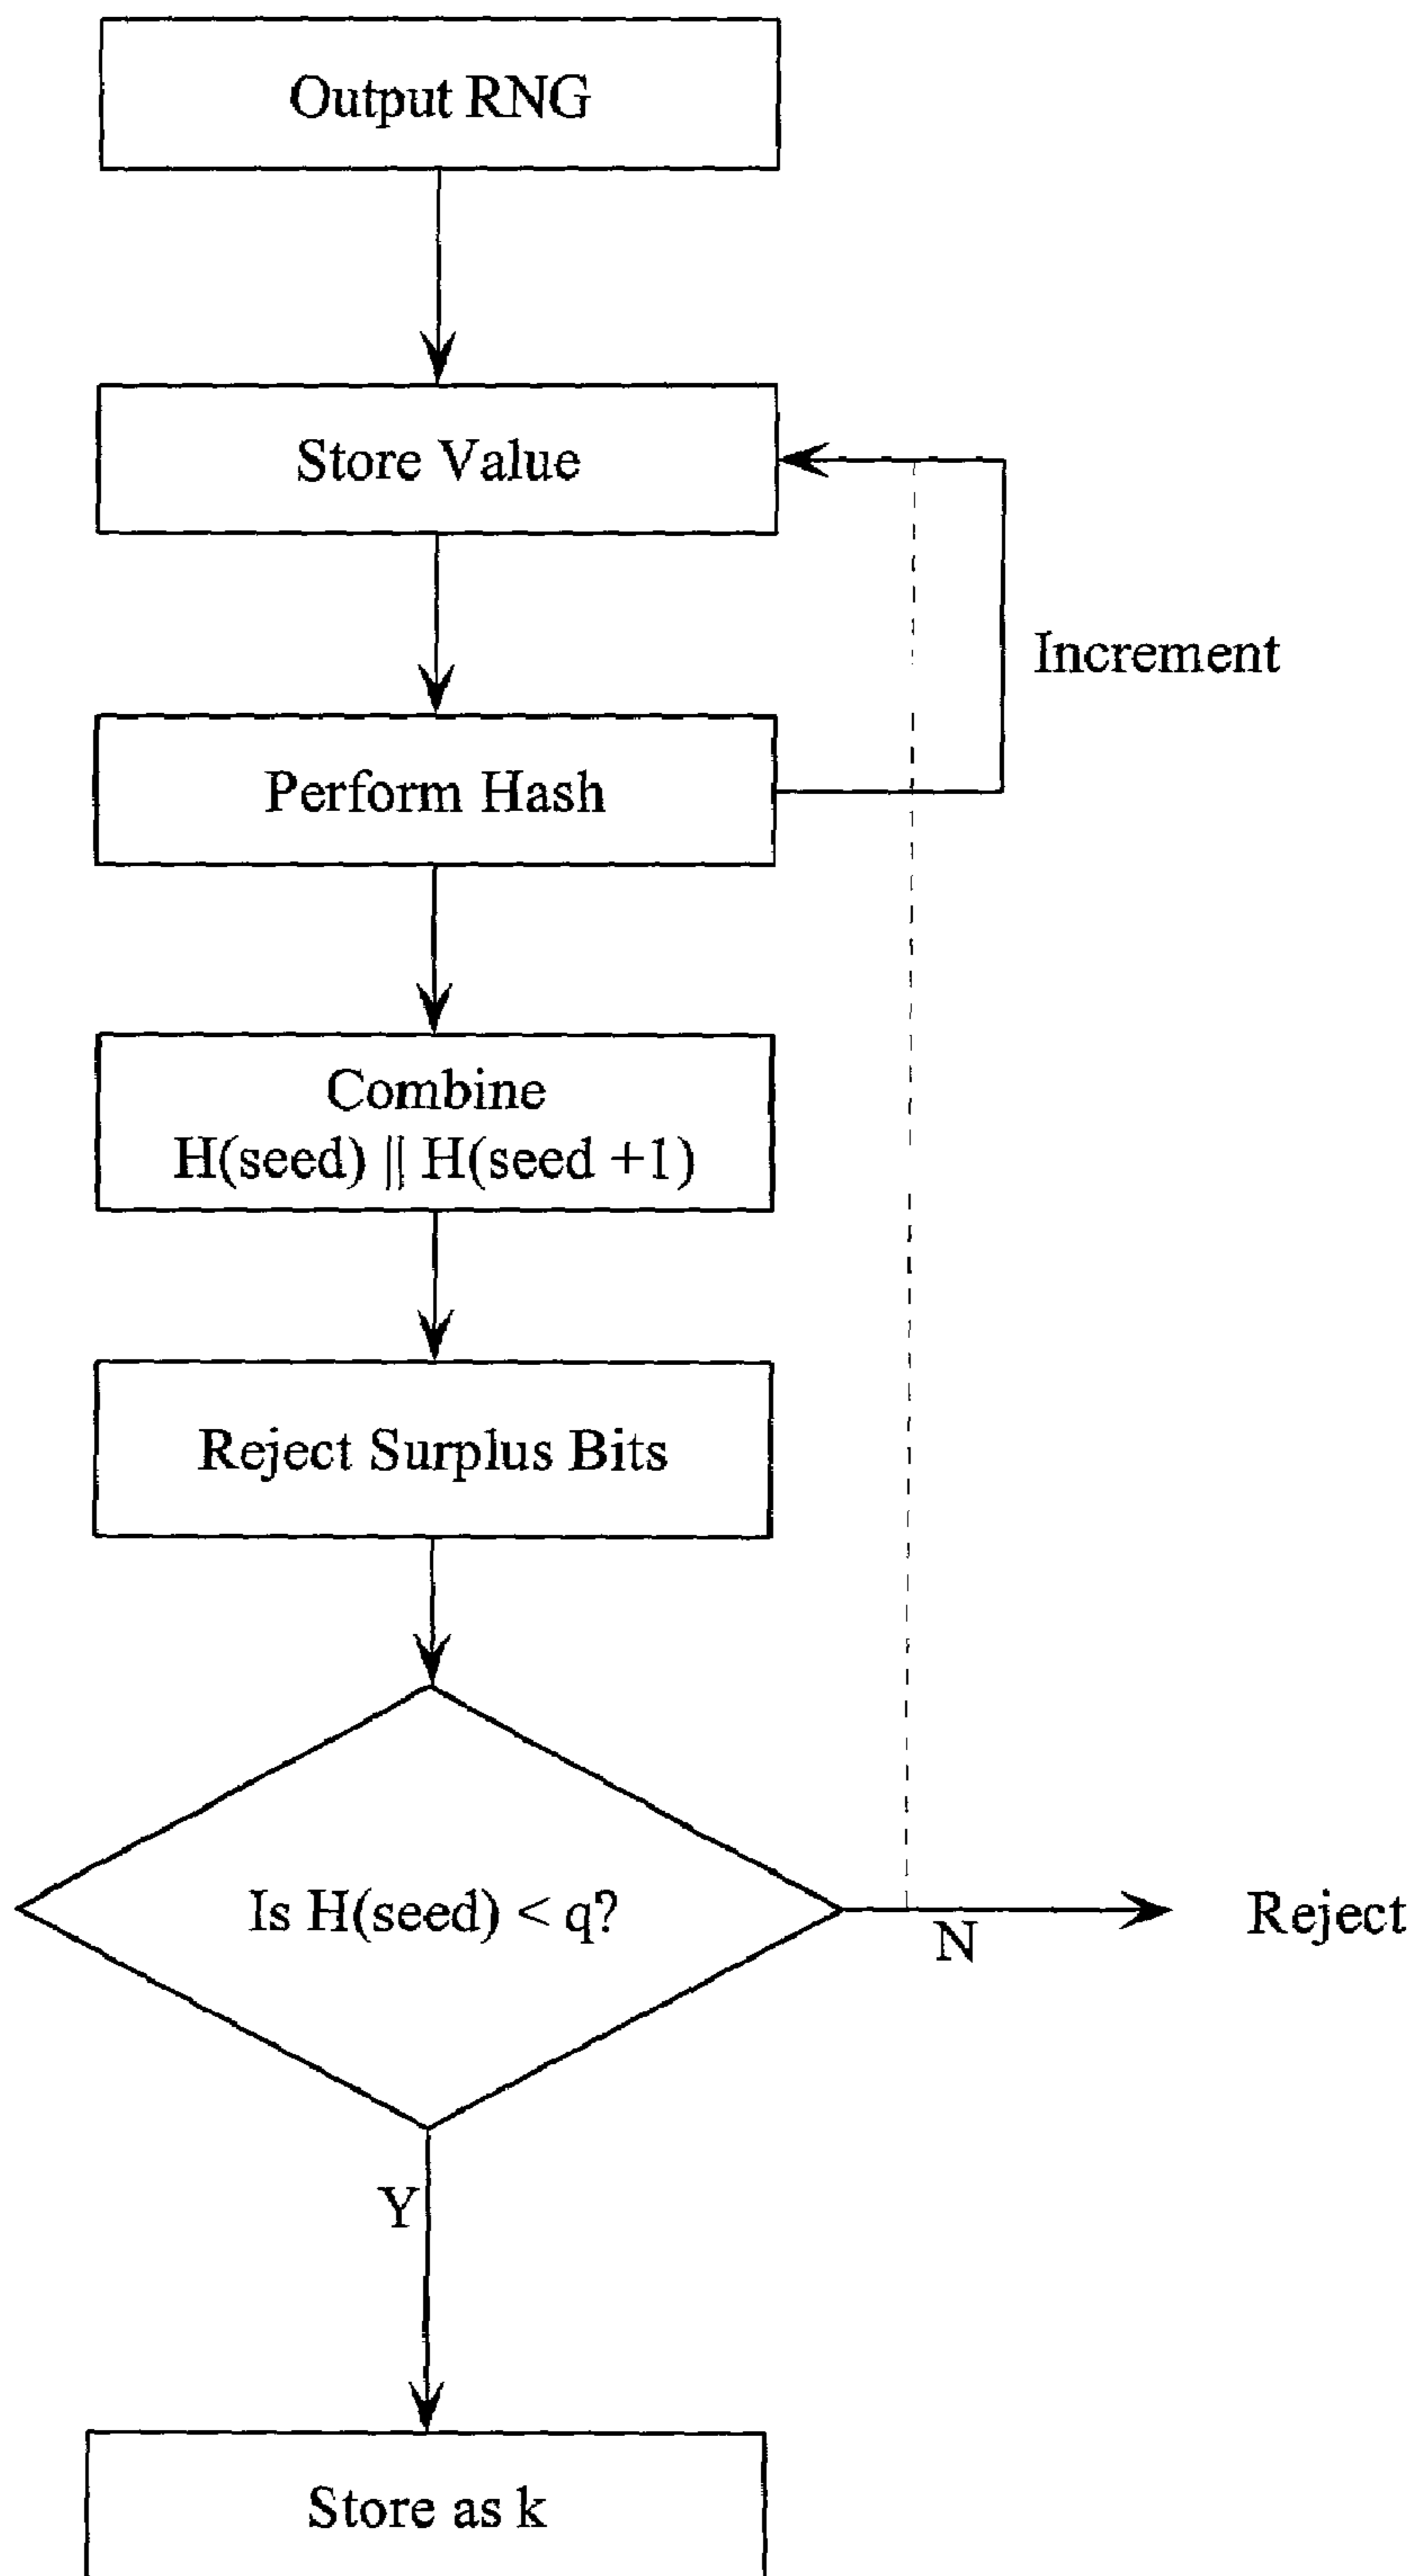 Output RNG
Store Value
Increment
Perform Hash
Combine
H(seed) || H(seed +1)
Reject Surplus Bits
Is H(seed) < q?
N
Reject
Y
Store as k